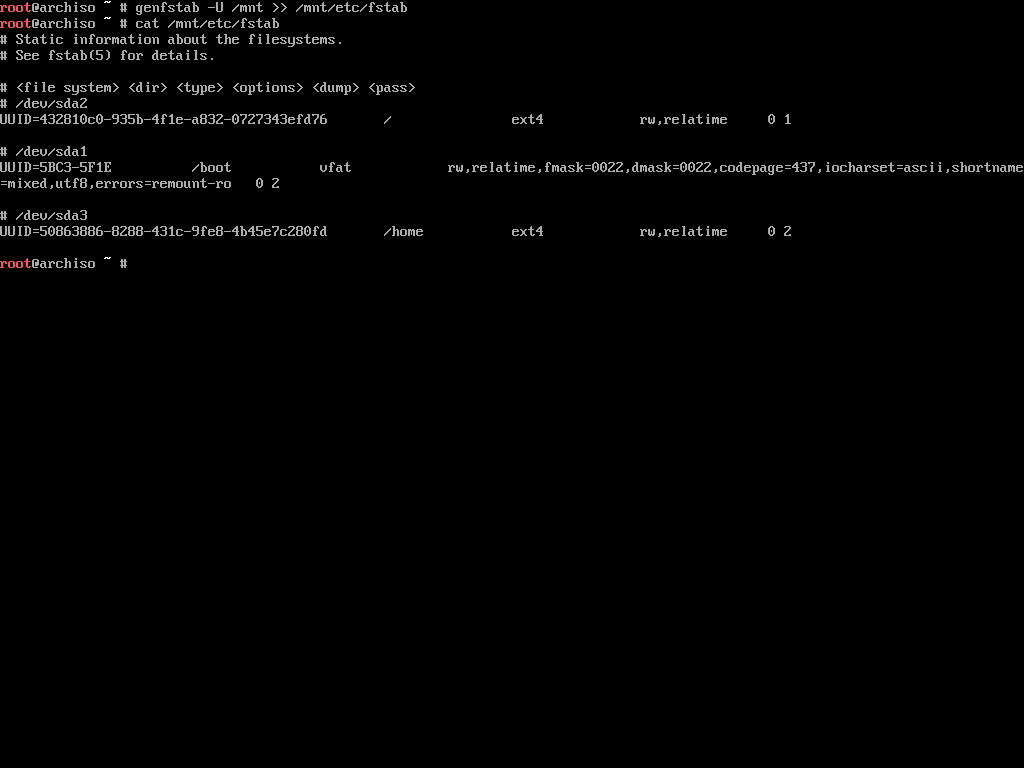 root@archiso ~ # genfstab -U /mnt >> /mnt/etc/fstab
root@archiso ~ # cat /mnt/etc/fstab
# Static information about the filesystems.
# See fstab(5) for details.
# <file system> <dir> <type> <options> <dump> <pass>
# /dev/sda2
UUID=432810c0-935b-4f1e-a832-0727343efd76 / ext4 rw,relatime 0 1
# /dev/sda1
UUID=5BC3-5F1E /boot vfat rw,relatime,fmask=0022,dmask=0022,codepage=437,iocharset=ascii,shortname
=mixed,utf8,errors=remount-ro 0 2
# /dev/sda3
UUID=50863886-8288-431c-9fe8-4b45e7c280fd /home ext4 rw,relatime 0 2
root@archiso ~ #